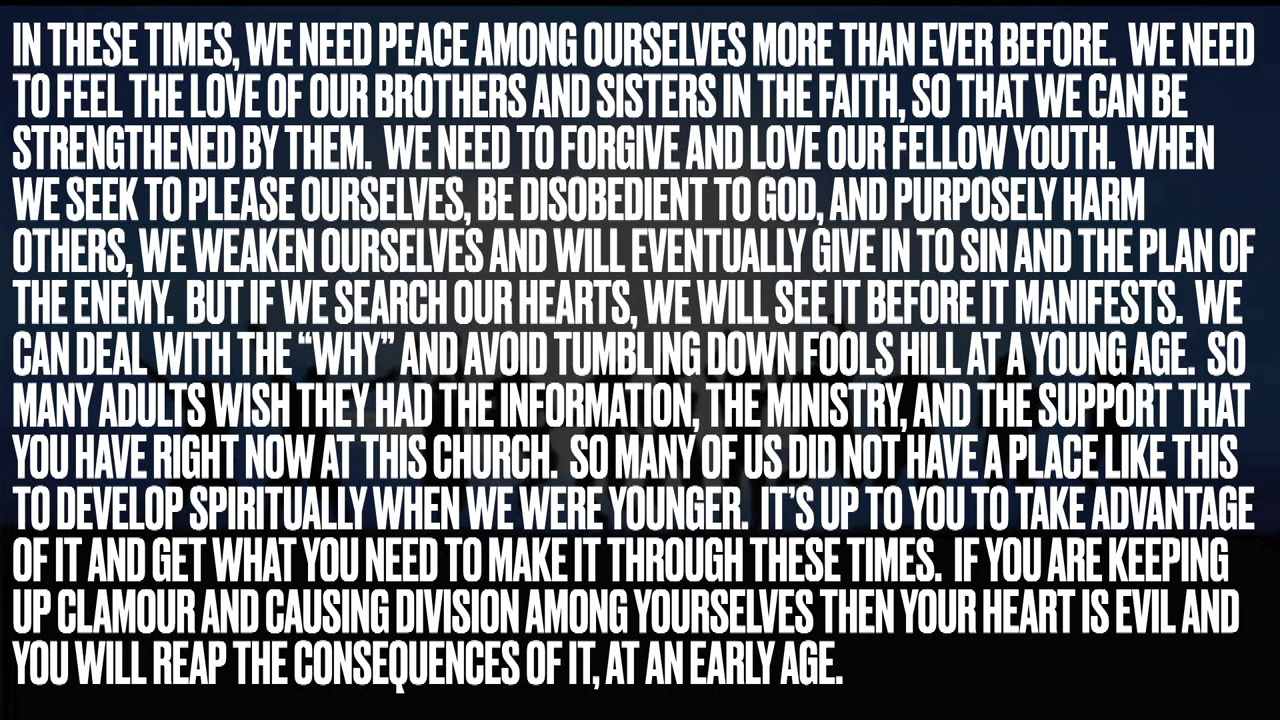 IN THESE TIMES, WE NEED PEACE AMONG OURSELVES MORE THAN EVER BEFORE.  WE NEED
TO FEEL THE LOVE OF OUR BROTHERS AND SISTERS IN THE FAITH, SO THAT WE CAN BE
STRENGTHENED BY THEM.  WE NEED TO FORGIVE AND LOVE OUR FELLOW YOUTH.  WHEN
WE SEEK TO PLEASE OURSELVES, BE DISOBEDIENT TO GOD, AND PURPOSELY HARM
OTHERS, WE WEAKEN OURSELVES AND WILL EVENTUALLY GIVE IN TO SIN AND THE PLAN OF
THE ENEMY.  BUT IF WE SEARCH OUR HEARTS, WE WILL SEE IT BEFORE IT MANIFESTS.  WE
CAN DEAL WITH THE “WHY” AND AVOID TUMBLING DOWN FOOLS HILL AT A YOUNG AGE.  SO
MANY ADULTS WISH THEY HAD THE INFORMATION, THE MINISTRY, AND THE SUPPORT THAT
YOU HAVE RIGHT NOW AT THIS CHURCH.  SO MANY OF US DID NOT HAVE A PLACE LIKE THIS
TO DEVELOP SPIRITUALLY WHEN WE WERE YOUNGER.  IT’S UP TO YOU TO TAKE ADVANTAGE
OF IT AND GET WHAT YOU NEED TO MAKE IT THROUGH THESE TIMES.  IF YOU ARE KEEPING
UP CLAMOUR AND CAUSING DIVISION AMONG YOURSELVES THEN YOUR HEART IS EVIL AND
YOU WILL REAP THE CONSEQUENCES OF IT, AT AN EARLY AGE.